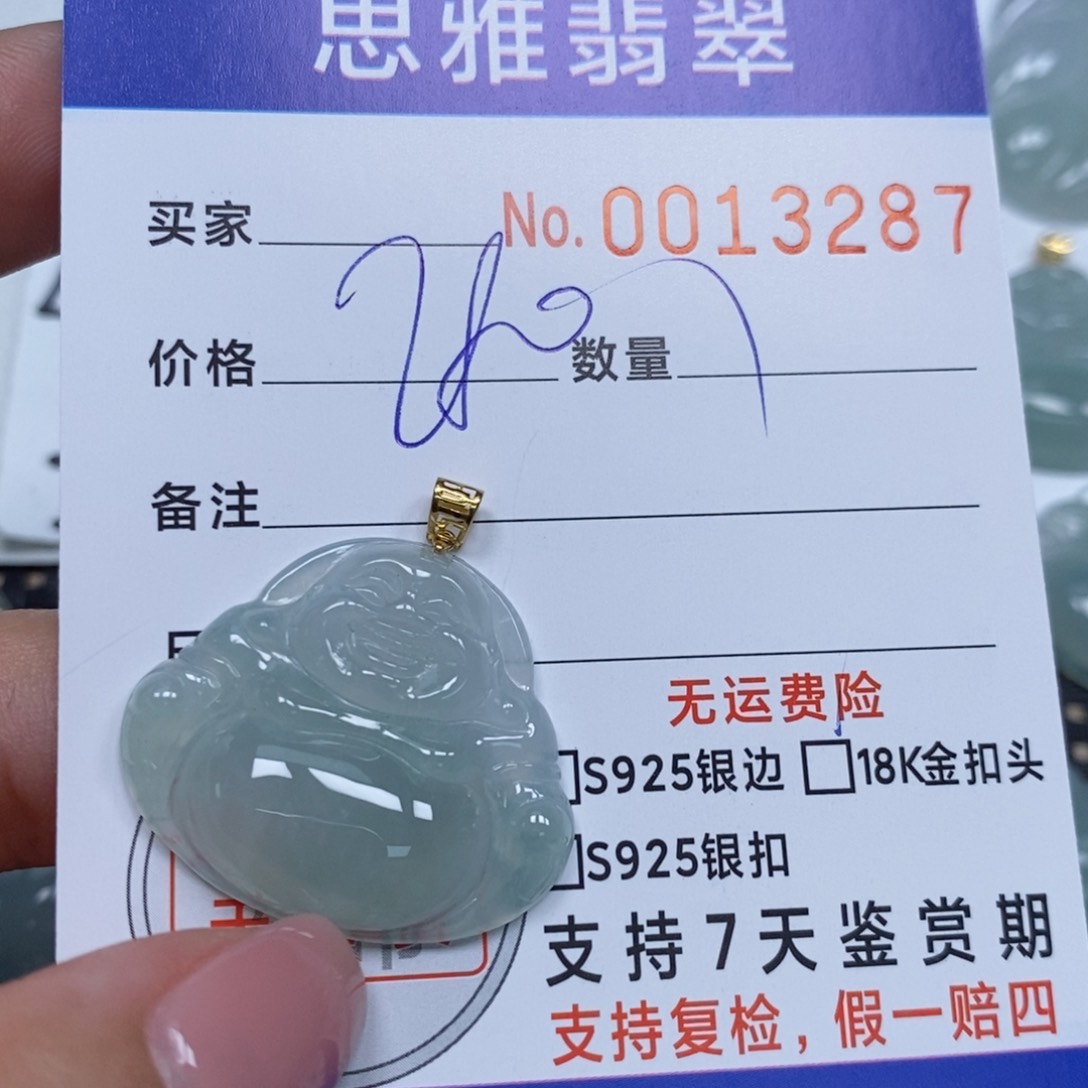 思雅翡翠
买家 No. 0013287
价格 数量
备注
无运费险
S925银边 18K金扣头
S925银扣
支持7天鉴赏期
支持复检，假一赔四